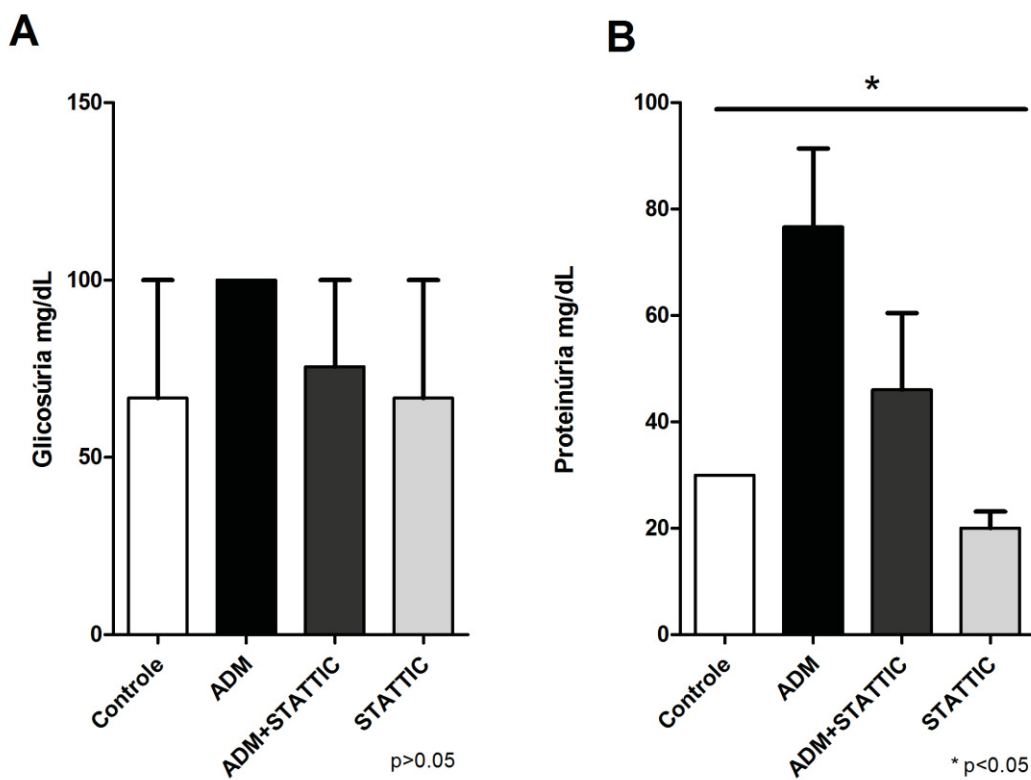 A
Glicosúria mg/dL
150
100
50
0
Controle
ADM
ADM+STATTIC
STATTIC
p>0.05
B
*
Proteinúria mg/dL
100
80
60
40
20
0
Controle
ADM
ADM+STATTIC
STATTIC
* p<0.05